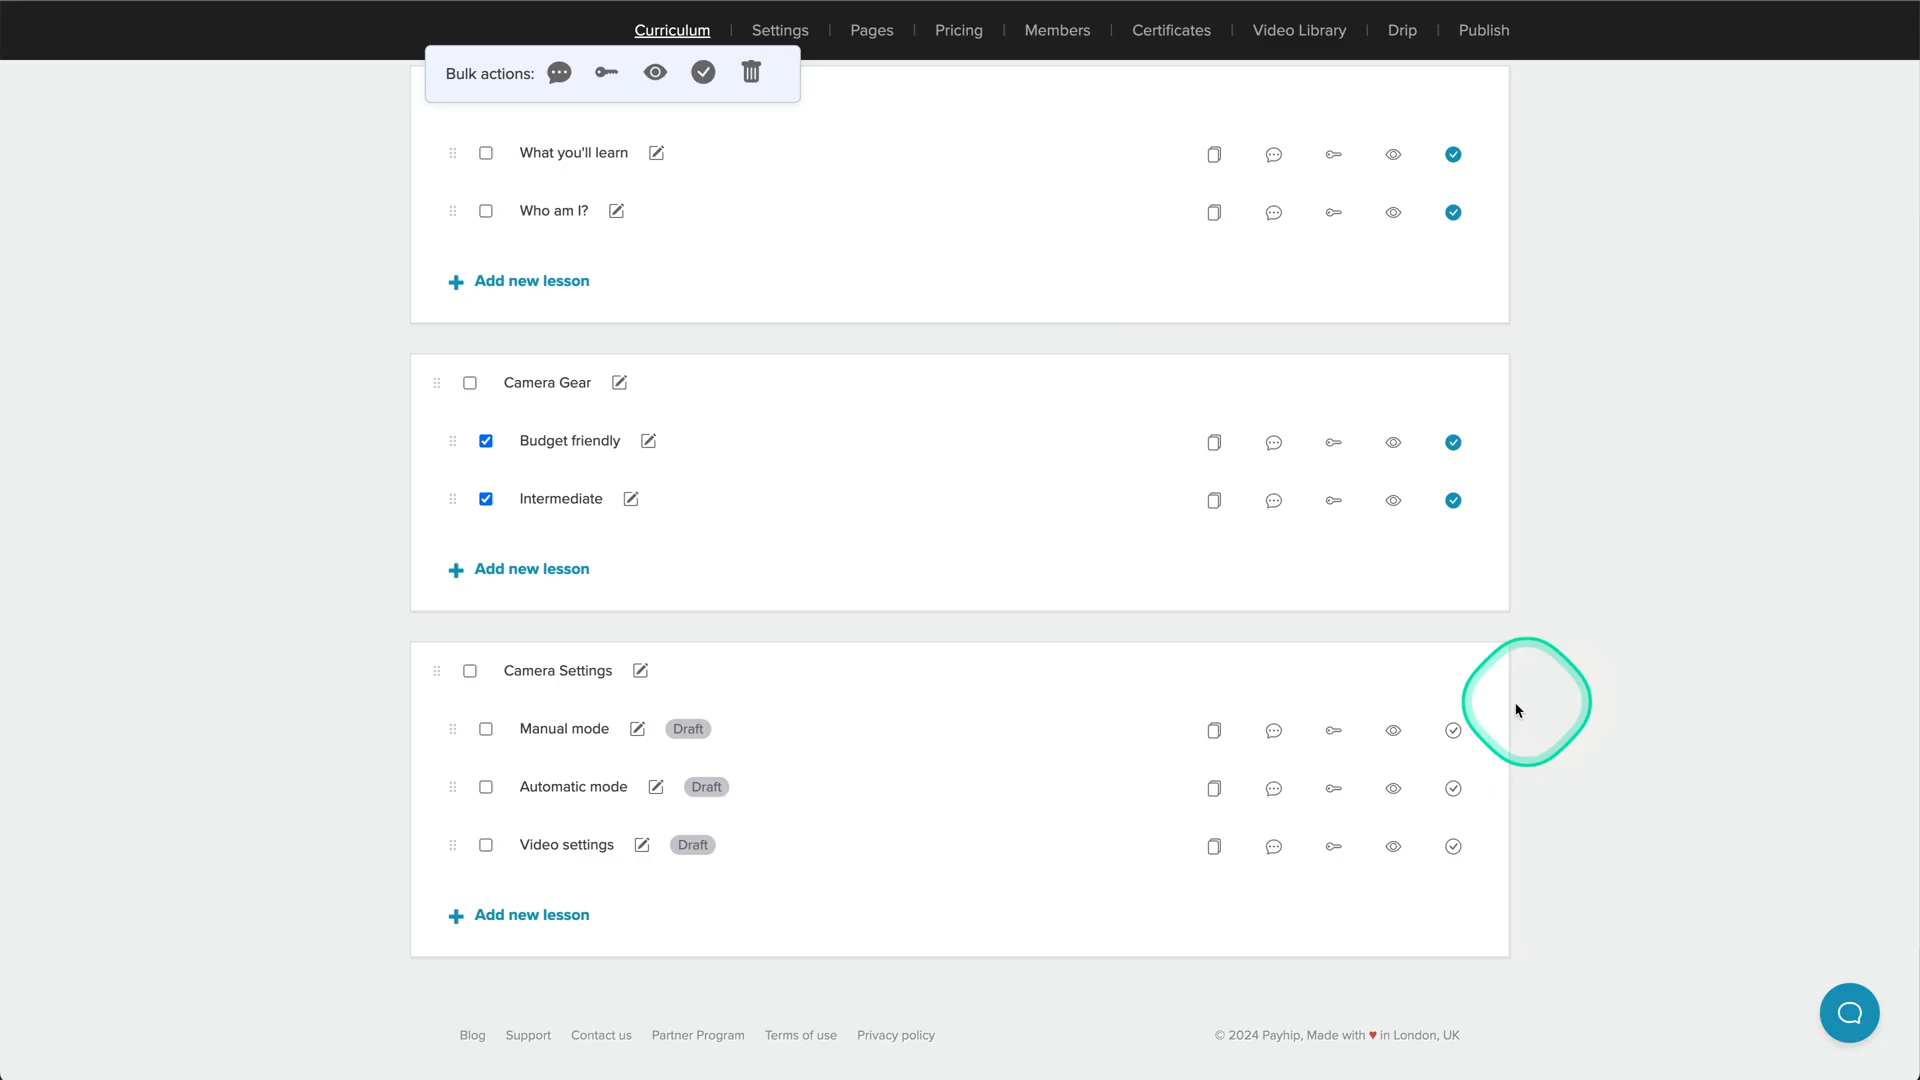 Curriculum | Settings | Pages | Pricing | Members | Certificates | Video Library | Drip | Publish
Bulk actions:
What you'll learn
Who am I?
Add new lesson
Camera Gear
Budget friendly
Intermediate
Add new lesson
Camera Settings
Manual mode Draft
Automatic mode Draft
Video settings Draft
Add new lesson
Blog Support Contact us Partner Program Terms of use Privacy policy © 2024 Payhip, Made with ♥ in London, UK